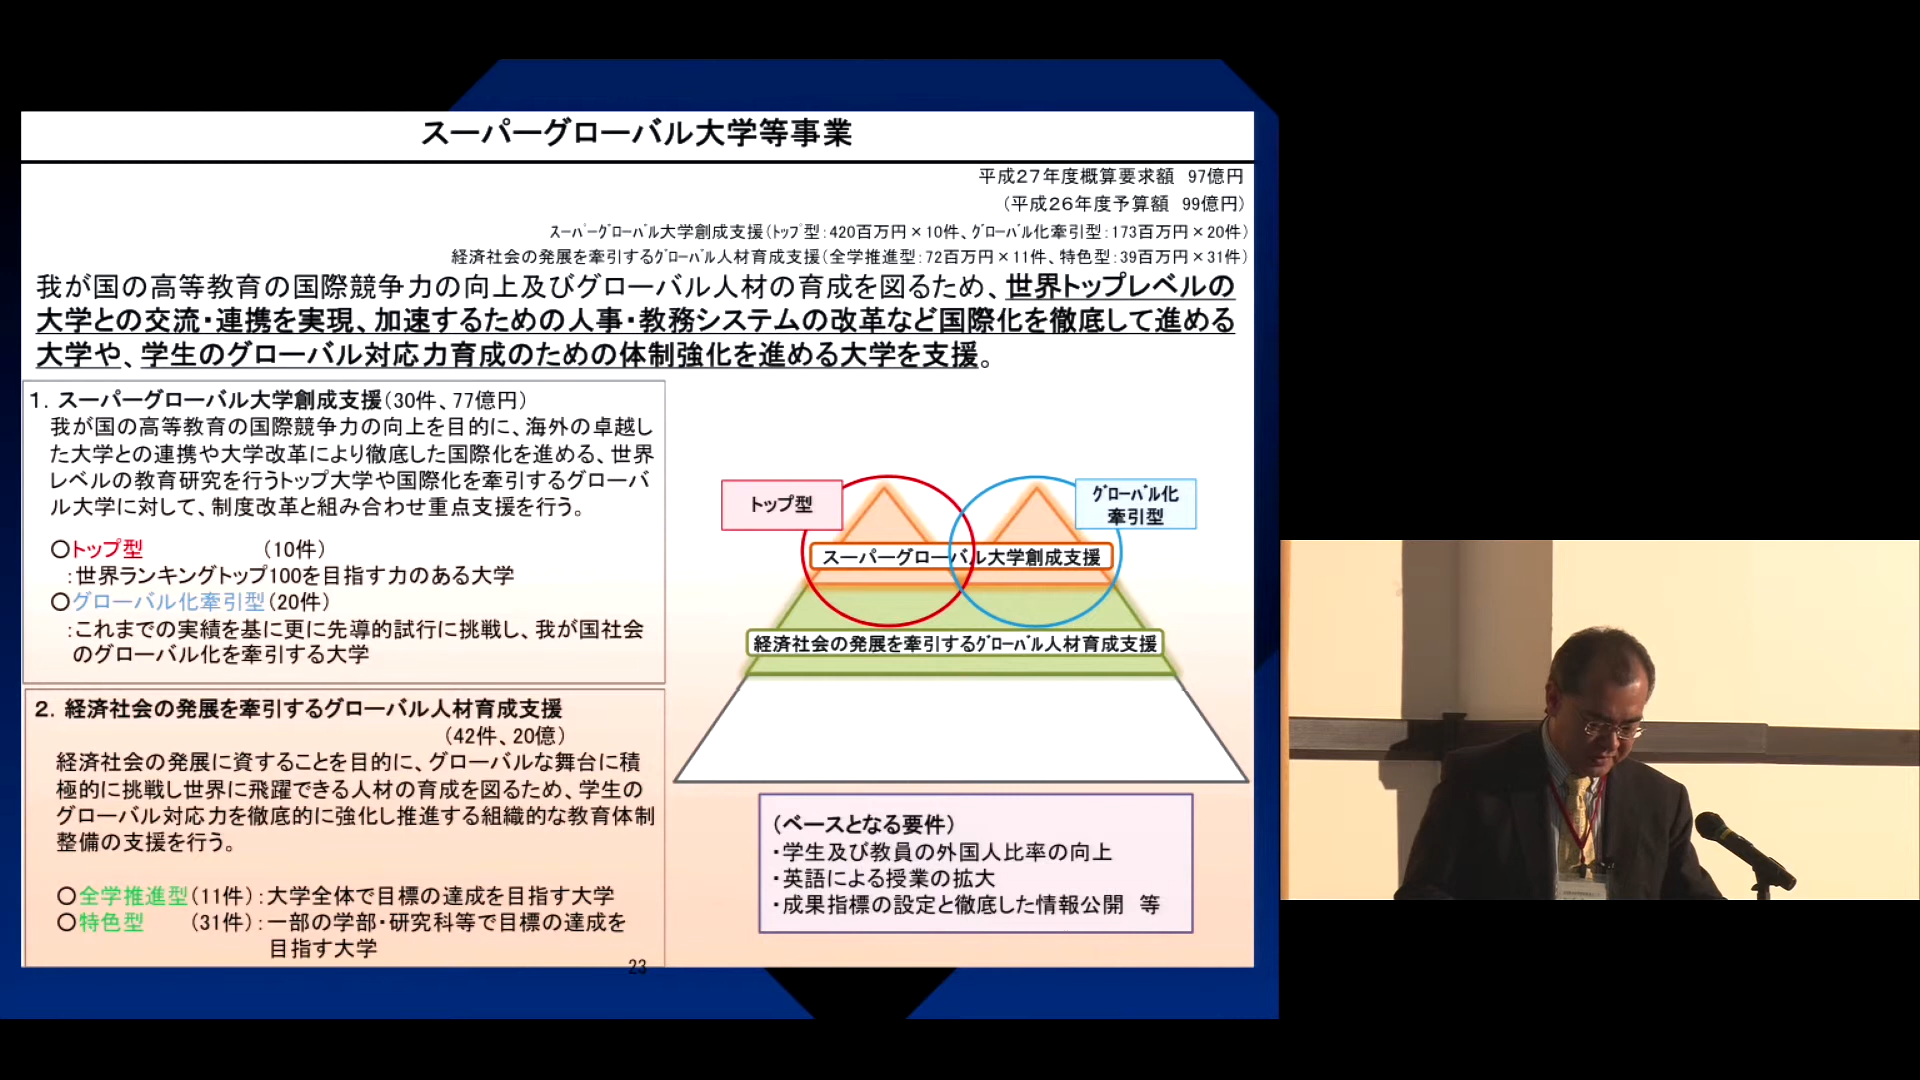 スーパーグローバル大学等事業
平成27年度概算要求額　97億円
（平成26年度予算額　99億円）
ｽｰﾊﾟｰｸﾞﾛｰﾊﾞﾙ大学創成支援（ﾄｯﾌﾟ型：420百万円×10件、ｸﾞﾛｰﾊﾞﾙ化牽引型：173百万円×20件）
経済社会の発展を牽引するｸﾞﾛｰﾊﾞﾙ人材育成支援（全学推進型：72百万円×11件、特色型：39百万円×31件）
我が国の高等教育の国際競争力の向上及びグローバル人材の育成を図るため、世界トップレベルの
大学との交流・連携を実現、加速するための人事・教務システムの改革など国際化を徹底して進める
大学や、学生のグローバル対応力育成のための体制強化を進める大学を支援。
1．スーパーグローバル大学創成支援（30件、77億円）
我が国の高等教育の国際競争力の向上を目的に、海外の卓越し
た大学との連携や大学改革により徹底した国際化を進める、世界
レベルの教育研究を行うトップ大学や国際化を牽引するグローバ
ル大学に対して、制度改革と組み合わせ重点支援を行う。
○トップ型　（10件）
：世界ランキングトップ100を目指す力のある大学
○グローバル化牽引型（20件）
：これまでの実績を基に更に先導的試行に挑戦し、我が国社会
のグローバル化を牽引する大学
2．経済社会の発展を牽引するグローバル人材育成支援
（42件、20億）
経済社会の発展に資することを目的に、グローバルな舞台に積
極的に挑戦し世界に飛躍できる人材の育成を図るため、学生の
グローバル対応力を徹底的に強化し推進する組織的な教育体制
整備の支援を行う。
○全学推進型（11件）：大学全体で目標の達成を目指す大学
○特色型　（31件）：一部の学部・研究科等で目標の達成を
目指す大学
トップ型
ｸﾞﾛｰﾊﾞﾙ化
牽引型
スーパーグローバル大学創成支援
経済社会の発展を牽引するｸﾞﾛｰﾊﾞﾙ人材育成支援
（ベースとなる要件）
・学生及び教員の外国人比率の向上
・英語による授業の拡大
・成果指標の設定と徹底した情報公開　等
23